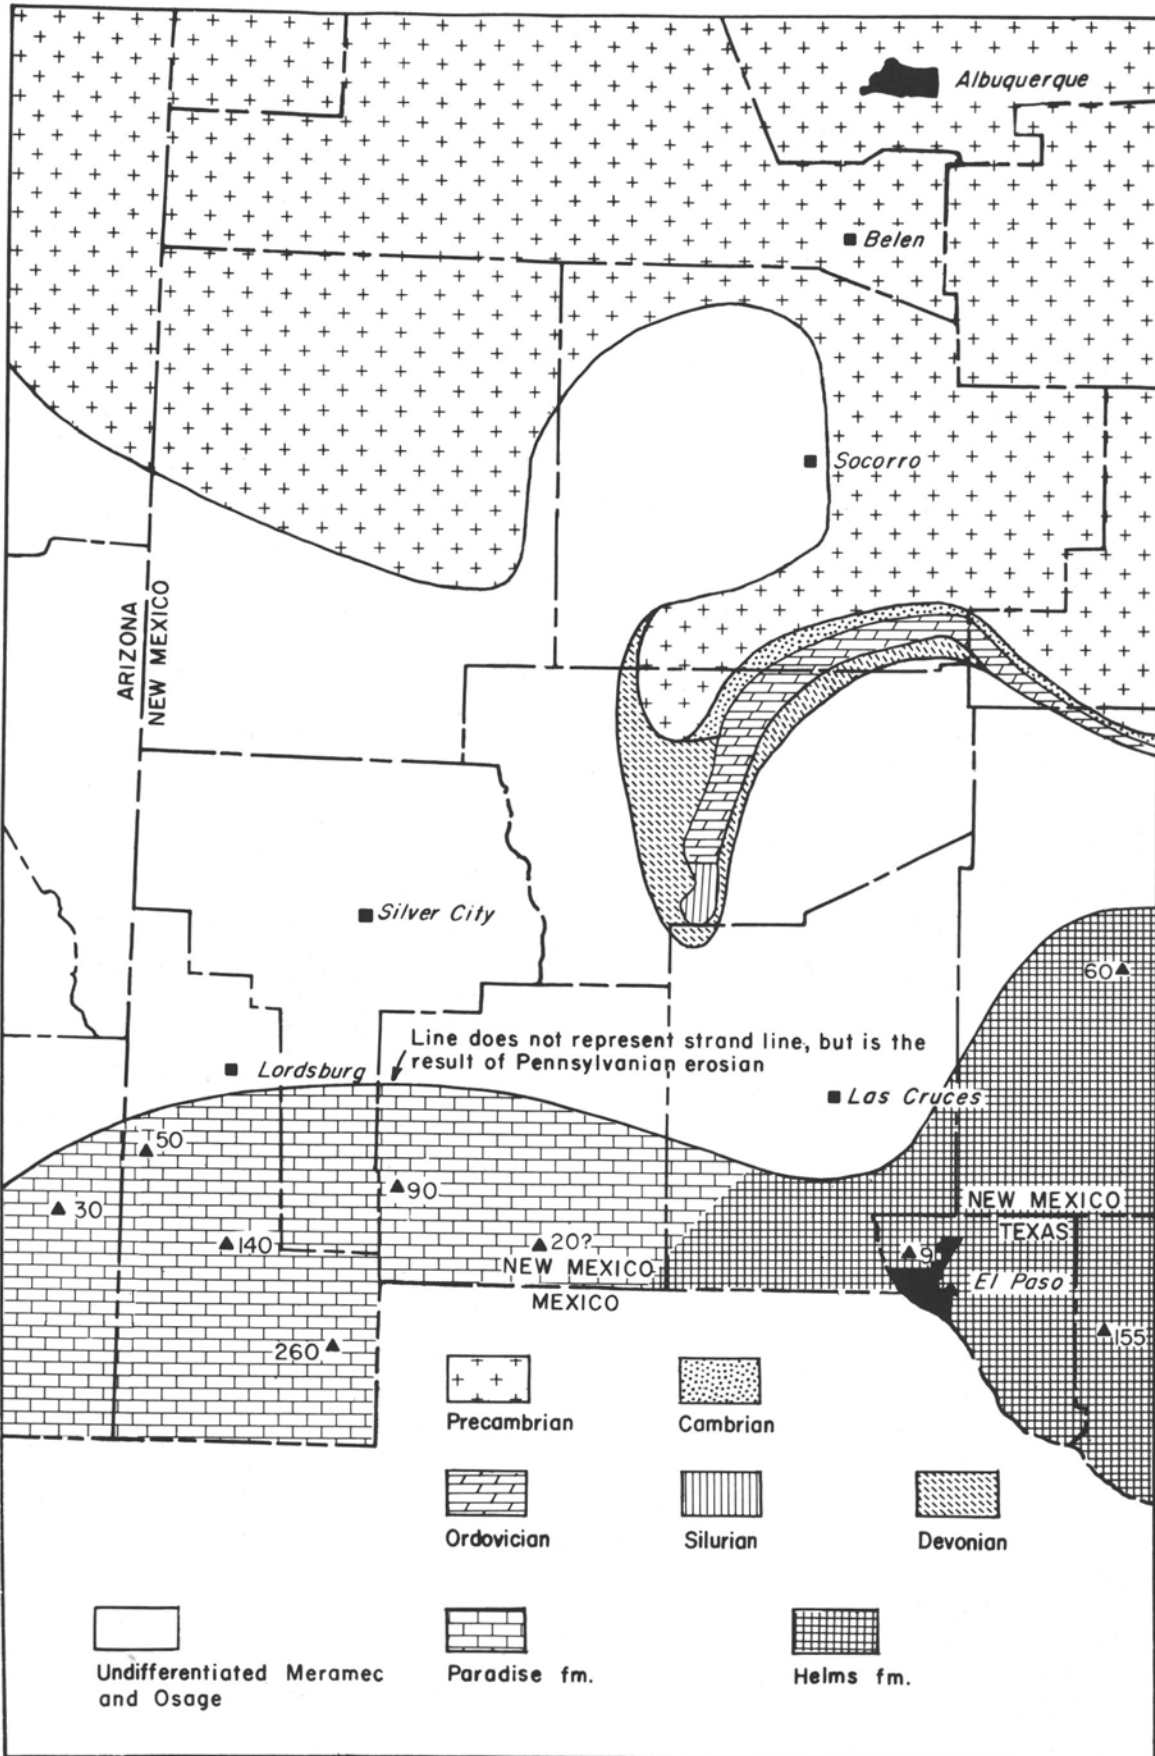 Albuquerque
Belen
Socorro
ARIZONA
NEW MEXICO
Silver City
60
Line does not represent strand line, but is the
result of Pennsylvanian erosian
Lordsburg
Las Cruces
50
30
90
140
20?
NEW MEXICO
MEXICO
NEW MEXICO
TEXAS
9
El Paso
260
155
Precambrian
Cambrian
Ordovician
Silurian
Devonian
Undifferentiated Meramec
and Osage
Paradise fm.
Helms fm.